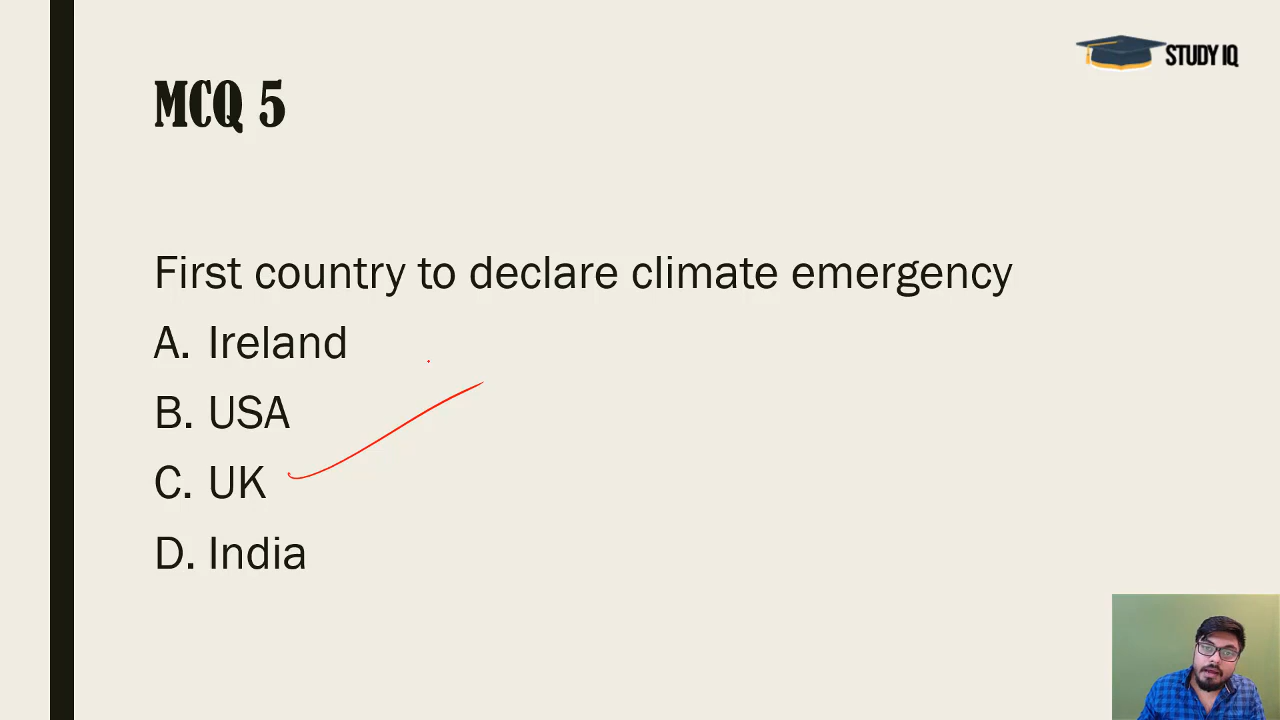 STUDY IQ
MCQ 5
First country to declare climate emergency
A. Ireland
B. USA
C. UK
D. India